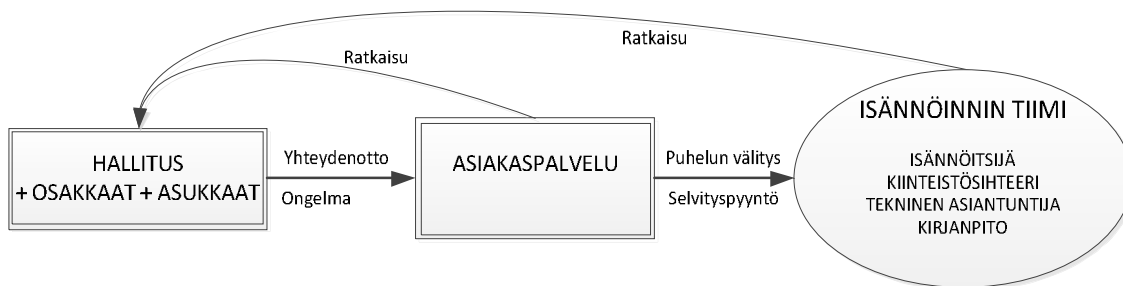 Ratkaisu
Ratkaisu
HALLITUS
+ OSAKKAAT + ASUKKAAT
Yhteydenotto
Ongelma
ASIAKASPALVELU
Puhelun välitys
Selvityspyyntö
ISÄNNÖINNIN TIIMI
ISÄNNÖITSIJÄ
KIINTEISTÖSIHTEERI
TEKNINEN ASIANTUNTIJA
KIRJANPITO